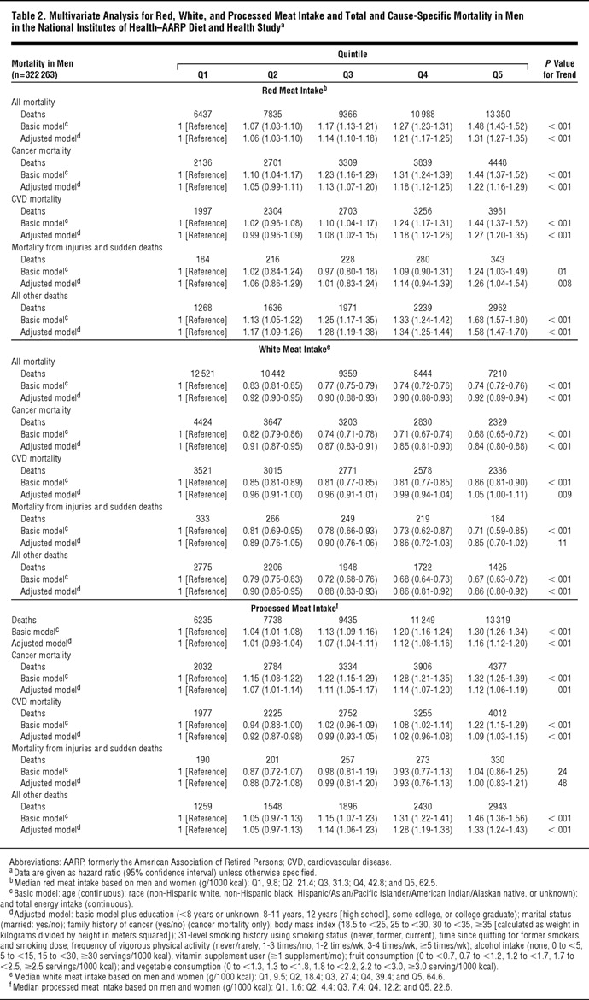 Table 2. Multivariate Analysis for Red, White, and Processed Meat Intake and Total and Cause-Specific Mortality in Men
in the National Institutes of Health–AARP Diet and Health Study^a
Quintile
Mortality in Men P Value
(n=322 263) Q1 Q2 Q3 Q4 Q5 for Trend
Red Meat Intake^b
All mortality
Deaths 6437 7835 9366 10 988 13 350
Basic model^c 1 [Reference] 1.07 (1.03-1.10) 1.17 (1.13-1.21) 1.27 (1.23-1.31) 1.48 (1.43-1.52) <.001
Adjusted model^d 1 [Reference] 1.06 (1.03-1.10) 1.14 (1.10-1.18) 1.21 (1.17-1.25) 1.31 (1.27-1.35) <.001
Cancer mortality
Deaths 2136 2701 3309 3839 4448
Basic model^c 1 [Reference] 1.10 (1.04-1.17) 1.23 (1.16-1.29) 1.31 (1.24-1.39) 1.44 (1.37-1.52) <.001
Adjusted model^d 1 [Reference] 1.05 (0.99-1.11) 1.13 (1.07-1.20) 1.18 (1.12-1.25) 1.22 (1.16-1.29) <.001
CVD mortality
Deaths 1997 2304 2703 3256 3961
Basic model^c 1 [Reference] 1.02 (0.96-1.08) 1.10 (1.04-1.17) 1.24 (1.17-1.31) 1.44 (1.37-1.52) <.001
Adjusted model^d 1 [Reference] 0.99 (0.96-1.09) 1.08 (1.02-1.15) 1.18 (1.12-1.26) 1.27 (1.20-1.35) <.001
Mortality from injuries and sudden deaths
Deaths 184 216 228 280 343
Basic model^c 1 [Reference] 1.02 (0.84-1.24) 0.97 (0.80-1.18) 1.09 (0.90-1.31) 1.24 (1.03-1.49) .01
Adjusted model^d 1 [Reference] 1.06 (0.86-1.29) 1.01 (0.83-1.24) 1.14 (0.94-1.39) 1.26 (1.04-1.54) .008
All other deaths
Deaths 1268 1636 1971 2239 2962
Basic model^c 1 [Reference] 1.13 (1.05-1.22) 1.25 (1.17-1.35) 1.33 (1.24-1.42) 1.68 (1.57-1.80) <.001
Adjusted model^d 1 [Reference] 1.17 (1.09-1.26) 1.28 (1.19-1.38) 1.34 (1.25-1.44) 1.58 (1.47-1.70) <.001
White Meat Intake^e
All mortality
Deaths 12 521 10 442 9359 8444 7210
Basic model^c 1 [Reference] 0.83 (0.81-0.85) 0.77 (0.75-0.79) 0.74 (0.72-0.76) 0.74 (0.72-0.76) <.001
Adjusted model^d 1 [Reference] 0.92 (0.90-0.95) 0.90 (0.88-0.93) 0.90 (0.88-0.93) 0.92 (0.89-0.94) <.001
Cancer mortality
Deaths 4424 3647 3203 2830 2329
Basic model^c 1 [Reference] 0.82 (0.79-0.86) 0.74 (0.71-0.78) 0.71 (0.67-0.74) 0.68 (0.65-0.72) <.001
Adjusted model^d 1 [Reference] 0.91 (0.87-0.95) 0.87 (0.83-0.91) 0.85 (0.81-0.90) 0.84 (0.80-0.88) <.001
CVD mortality
Deaths 3521 3015 2771 2578 2336
Basic model^c 1 [Reference] 0.85 (0.81-0.89) 0.81 (0.77-0.85) 0.81 (0.77-0.85) 0.86 (0.81-0.90) <.001
Adjusted model^d 1 [Reference] 0.96 (0.91-1.00) 0.96 (0.91-1.01) 0.99 (0.94-1.04) 1.05 (1.00-1.11) .009
Mortality from injuries and sudden deaths
Deaths 333 266 249 219 184
Basic model^c 1 [Reference] 0.81 (0.69-0.95) 0.78 (0.66-0.93) 0.73 (0.62-0.87) 0.71 (0.59-0.85) <.001
Adjusted model^d 1 [Reference] 0.89 (0.76-1.05) 0.90 (0.76-1.06) 0.86 (0.72-1.03) 0.85 (0.70-1.02) .11
All other deaths
Deaths 2775 2206 1948 1722 1425
Basic model^c 1 [Reference] 0.79 (0.75-0.83) 0.72 (0.68-0.76) 0.68 (0.64-0.73) 0.67 (0.63-0.72) <.001
Adjusted model^d 1 [Reference] 0.90 (0.85-0.95) 0.88 (0.83-0.93) 0.86 (0.81-0.92) 0.86 (0.80-0.92) <.001
Processed Meat Intake^f
Deaths 6235 7738 9435 11 249 13 319
Basic model^c 1 [Reference] 1.04 (1.01-1.08) 1.13 (1.09-1.16) 1.20 (1.16-1.24) 1.30 (1.26-1.34) <.001
Adjusted model^d 1 [Reference] 1.01 (0.98-1.04) 1.07 (1.04-1.11) 1.12 (1.08-1.16) 1.16 (1.12-1.20) <.001
Cancer mortality
Deaths 2032 2784 3334 3906 4377
Basic model^c 1 [Reference] 1.15 (1.08-1.22) 1.22 (1.15-1.29) 1.28 (1.21-1.35) 1.32 (1.25-1.39) <.001
Adjusted model^d 1 [Reference] 1.07 (1.01-1.14) 1.11 (1.05-1.17) 1.14 (1.07-1.20) 1.12 (1.06-1.19) .001
CVD mortality
Deaths 1977 2225 2752 3255 4012
Basic model^c 1 [Reference] 0.94 (0.88-1.00) 1.02 (0.96-1.09) 1.08 (1.02-1.14) 1.22 (1.15-1.29) <.001
Adjusted model^d 1 [Reference] 0.92 (0.87-0.98) 0.99 (0.93-1.05) 1.02 (0.96-1.08) 1.09 (1.03-1.15) <.001
Mortality from injuries and sudden deaths
Deaths 190 201 257 273 330
Basic model^c 1 [Reference] 0.87 (0.72-1.07) 0.98 (0.81-1.19) 0.93 (0.77-1.13) 1.04 (0.86-1.25) .24
Adjusted model^d 1 [Reference] 0.88 (0.72-1.08) 0.99 (0.81-1.20) 0.93 (0.76-1.13) 1.00 (0.83-1.21) .48
All other deaths
Deaths 1259 1548 1896 2430 2943
Basic model^c 1 [Reference] 1.05 (0.97-1.13) 1.15 (1.07-1.23) 1.31 (1.22-1.41) 1.46 (1.36-1.56) <.001
Adjusted model^d 1 [Reference] 1.05 (0.97-1.13) 1.14 (1.06-1.23) 1.28 (1.19-1.38) 1.33 (1.24-1.43) <.001
Abbreviations: AARP, formerly the American Association of Retired Persons; CVD, cardiovascular disease.
^a Data are given as hazard ratio (95% confidence interval) unless otherwise specified.
^b Median red meat intake based on men and women (g/1000 kcal): Q1, 9.8; Q2, 21.4; Q3, 31.3; Q4, 42.8; and Q5, 62.5.
^c Basic model: age (continuous); race (non-Hispanic white, non-Hispanic black, Hispanic/Asian/Pacific Islander/American Indian/Alaskan native, or unknown);
and total energy intake (continuous).
^d Adjusted model: basic model plus education (<8 years or unknown, 8-11 years, 12 years [high school], some college, or college graduate); marital status
(married: yes/no); family history of cancer (yes/no) (cancer mortality only); body mass index (18.5 to <25, 25 to <30, 30 to <35, ≥35 [calculated as weight in
kilograms divided by height in meters squared]); 31-level smoking history using smoking status (never, former, current), time since quitting for former smokers,
and smoking dose; frequency of vigorous physical activity (never/rarely, 1-3 times/mo, 1-2 times/wk, 3-4 times/wk, ≥5 times/wk); alcohol intake (none, 0 to <5,
5 to <15, 15 to <30, ≥30 servings/1000 kcal), vitamin supplement user (≥1 supplement/mo); fruit consumption (0 to <0.7, 0.7 to <1.2, 1.2 to <1.7, 1.7 to
<2.5, ≥2.5 servings/1000 kcal); and vegetable consumption (0 to <1.3, 1.3 to <1.8, 1.8 to <2.2, 2.2 to <3.0, ≥3.0 serving/1000 kcal).
^e Median white meat intake based on men and women (g/1000 kcal): Q1, 9.5; Q2, 18.4; Q3, 27.4; Q4, 39.4; and Q5, 64.6.
^f Median processed meat intake based on men and women (g/1000 kcal): Q1, 1.6; Q2, 4.4; Q3, 7.4; Q4, 12.2; and Q5, 22.6.